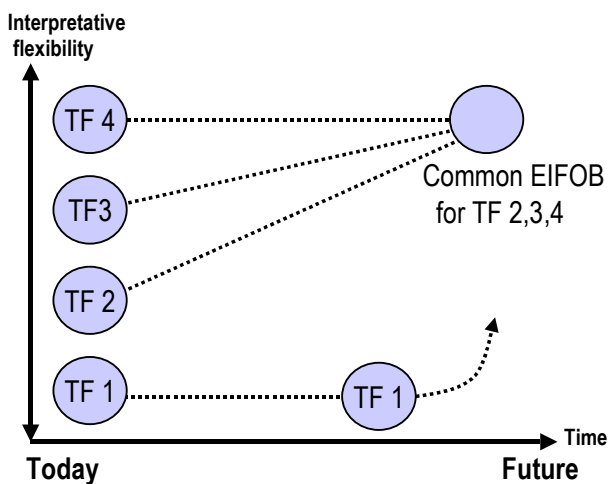 Interpretative
flexibility
TF 4
TF3
Common EIFOB
for TF 2,3,4
TF 2
TF 1
TF 1
Time
Today
Future